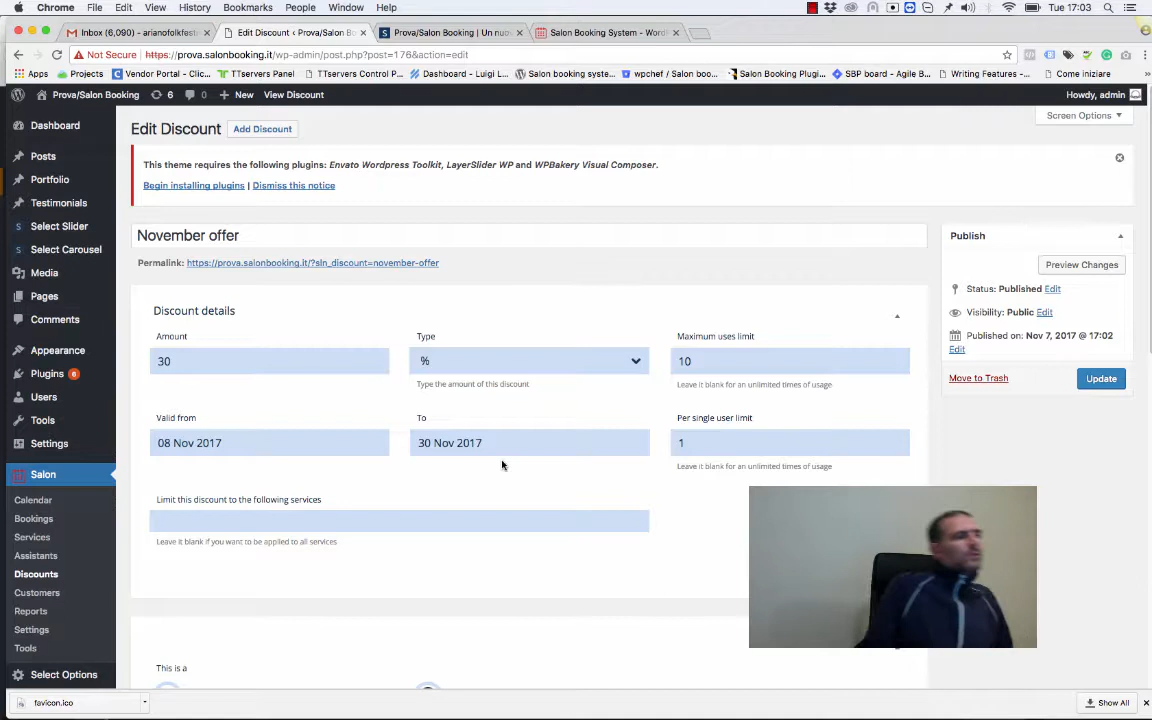 Chrome File Edit View History Bookmarks People Window Help Tue 17:03
Inbox (6,090) - arianofolkfest Edit Discount ‹ Prova/Salon Bo Prova/Salon Booking | Un nuov Salon Booking System - WordP
Not Secure https://prova.salonbooking.it/wp-admin/post.php?post=176&action=edit
Apps Projects Vendor Portal - Clic... TTservers Panel TTservers Control P... Dashboard - Luigi L... Salon booking syste... wpchef / Salon boo... Salon Booking Plugi... SBP board - Agile B... Writing Features -... Come iniziare
Prova/Salon Booking 6 0 New View Discount Howdy, admin
Dashboard
Posts
Portfolio
Testimonials
Select Slider
Select Carousel
Media
Pages
Comments
Appearance
Plugins 6
Users
Tools
Settings
Salon
Calendar
Bookings
Services
Assistants
Discounts
Customers
Reports
Settings
Tools
Select Options
Screen Options
Edit Discount Add Discount
This theme requires the following plugins: Envato Wordpress Toolkit, LayerSlider WP and WPBakery Visual Composer.
Begin installing plugins | Dismiss this notice
November offer
Permalink: https://prova.salonbooking.it/?sln_discount=november-offer
Discount details
Amount Type Maximum uses limit
30 % 10
Type the amount of this discount Leave it blank for an unlimited times of usage
Valid from To Per single user limit
08 Nov 2017 30 Nov 2017 1
Leave it blank for an unlimited times of usage
Limit this discount to the following services
Leave it blank if you want to be applied to all services
This is a
Publish
Preview Changes
Status: Published Edit
Visibility: Public Edit
Published on: Nov 7, 2017 @ 17:02
Edit
Move to Trash Update
favicon.ico Show All